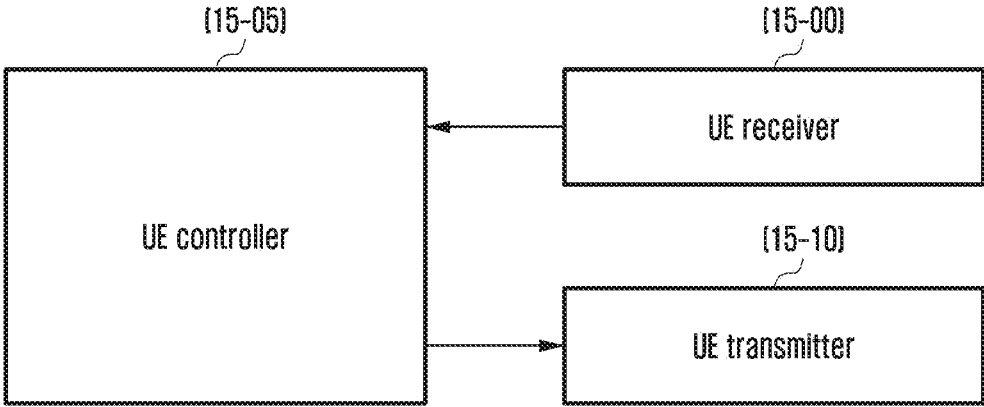 (15-05)
(15-00)
UE receiver
UE controller
(15-10)
UE transmitter